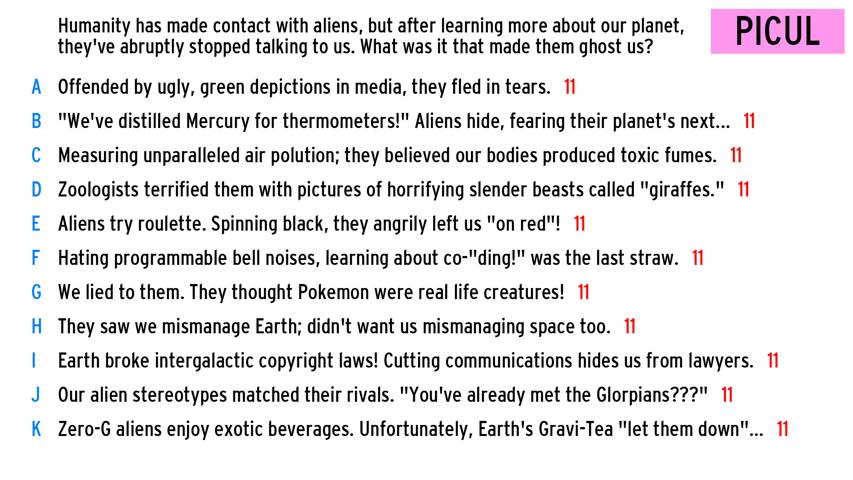 Humanity has made contact with aliens, but after learning more about our planet,
they've abruptly stopped talking to us. What was it that made them ghost us?
PICUL
A Offended by ugly, green depictions in media, they fled in tears. 11
B "We've distilled Mercury for thermometers!" Aliens hide, fearing their planet's next... 11
C Measuring unparalleled air polution; they believed our bodies produced toxic fumes. 11
D Zoologists terrified them with pictures of horrifying slender beasts called "giraffes." 11
E Aliens try roulette. Spinning black, they angrily left us "on red"! 11
F Hating programmable bell noises, learning about co-"ding!" was the last straw. 11
G We lied to them. They thought Pokemon were real life creatures! 11
H They saw we mismanage Earth; didn't want us mismanaging space too. 11
I Earth broke intergalactic copyright laws! Cutting communications hides us from lawyers. 11
J Our alien stereotypes matched their rivals. "You've already met the Glorpians???" 11
K Zero-G aliens enjoy exotic beverages. Unfortunately, Earth's Gravi-Tea "let them down"... 11